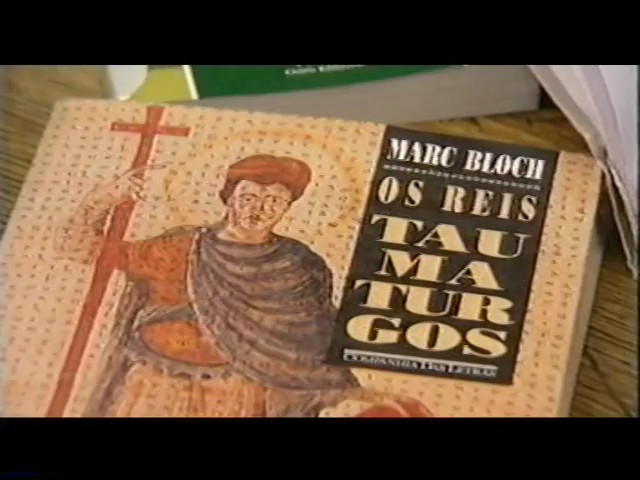 MARC BLOCH
OS REIS
TAU
MA
TUR
GOS
COMPANHIA DAS LETRAS